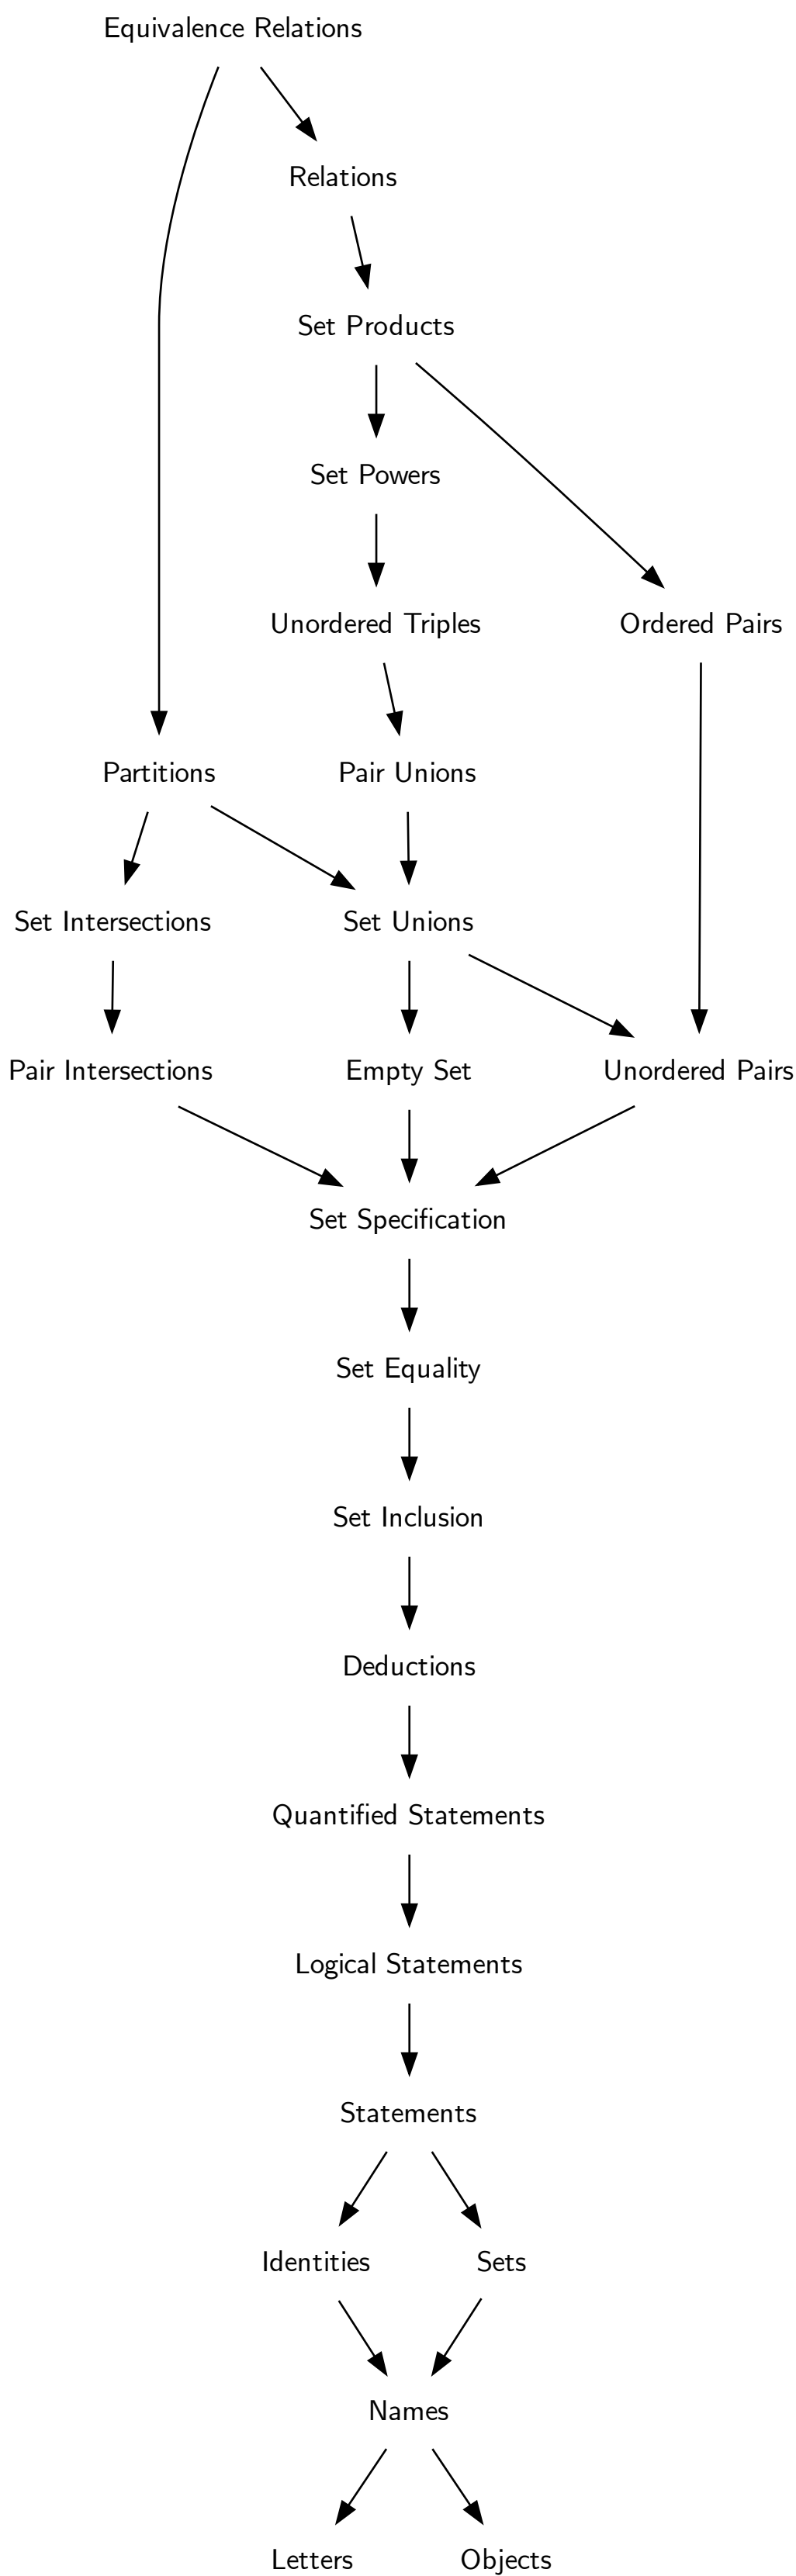 Equivalence Relations
Relations
Set Products
Set Powers
Unordered Triples
Ordered Pairs
Partitions
Pair Unions
Set Intersections
Set Unions
Pair Intersections
Empty Set
Unordered Pairs
Set Specification
Set Equality
Set Inclusion
Deductions
Quantified Statements
Logical Statements
Statements
Identities
Sets
Names
Letters
Objects